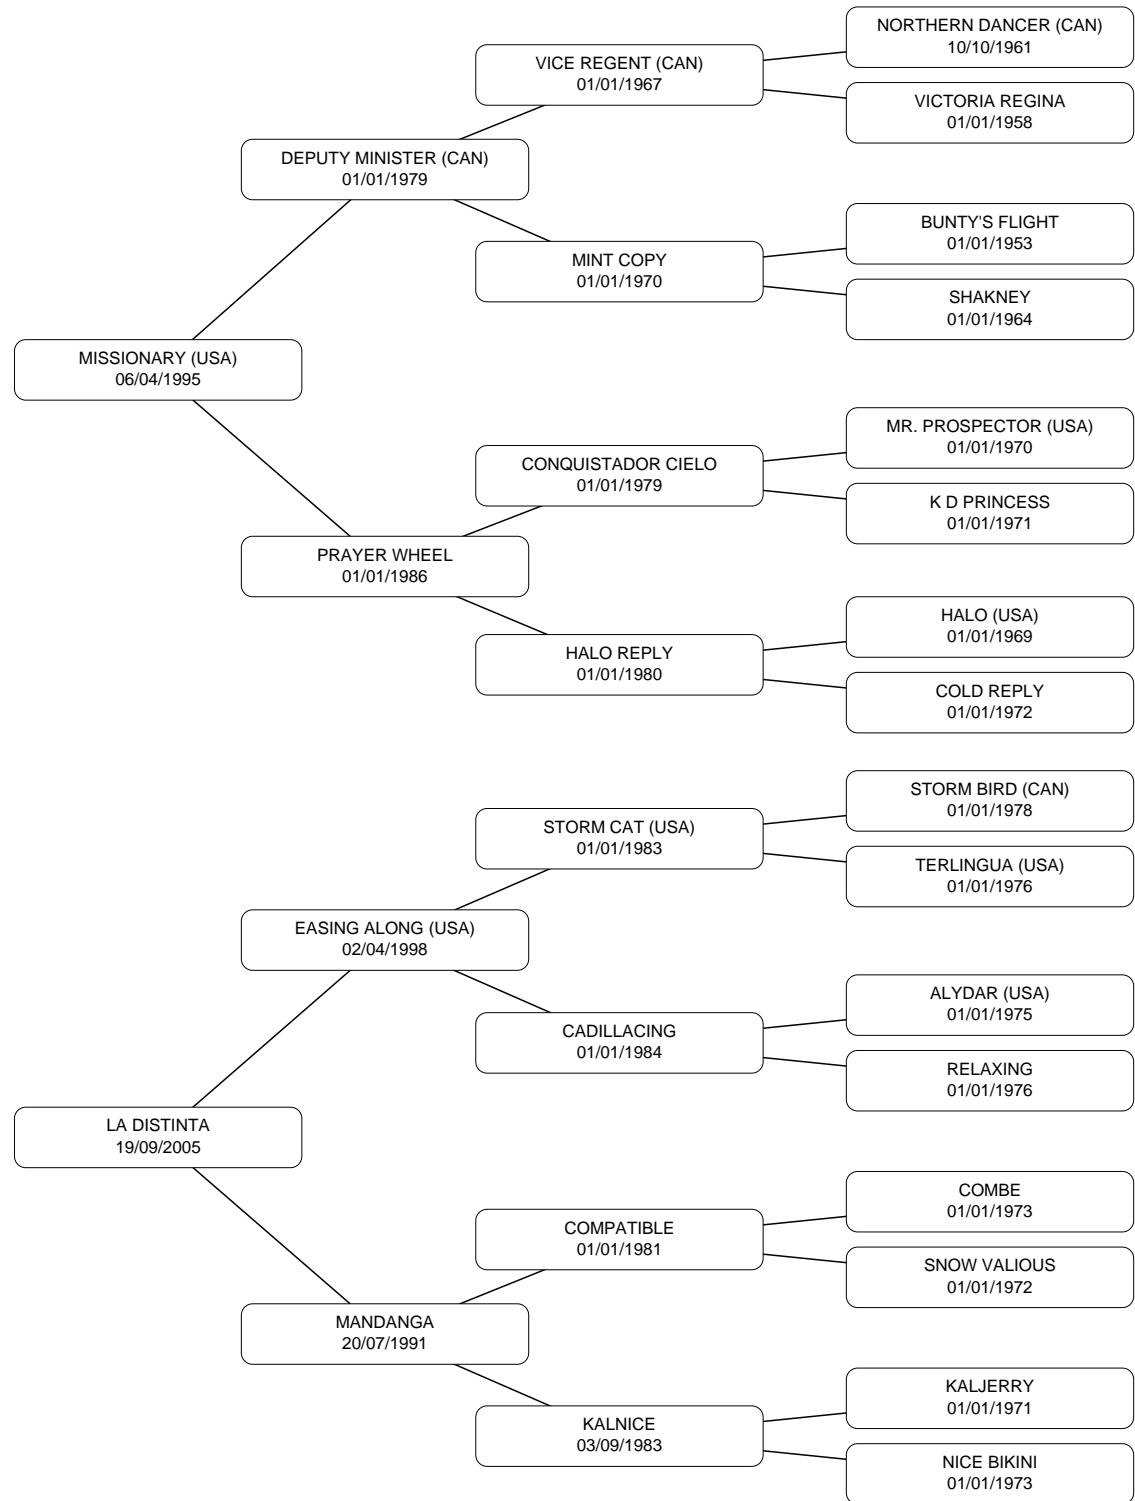 NORTHERN DANCER (CAN)
10/10/1961
VICE REGENT (CAN)
01/01/1967
VICTORIA REGINA
01/01/1958
DEPUTY MINISTER (CAN)
01/01/1979
BUNTY'S FLIGHT
01/01/1953
MINT COPY
01/01/1970
SHAKNEY
01/01/1964
MISSIONARY (USA)
06/04/1995
MR. PROSPECTOR (USA)
01/01/1970
CONQUISTADOR CIELO
01/01/1979
K D PRINCESS
01/01/1971
PRAYER WHEEL
01/01/1986
HALO (USA)
01/01/1969
HALO REPLY
01/01/1980
COLD REPLY
01/01/1972
STORM BIRD (CAN)
01/01/1978
STORM CAT (USA)
01/01/1983
TERLINGUA (USA)
01/01/1976
EASING ALONG (USA)
02/04/1998
ALYDAR (USA)
01/01/1975
CADILLACING
01/01/1984
RELAXING
01/01/1976
LA DISTINTA
19/09/2005
COMBE
01/01/1973
COMPATIBLE
01/01/1981
SNOW VALIOUS
01/01/1972
MANDANGA
20/07/1991
KALJERRY
01/01/1971
KALNICE
03/09/1983
NICE BIKINI
01/01/1973